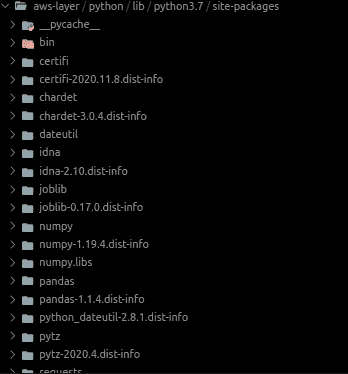 aws-layer / python / lib / python3.7 / site-packages
__pycache__
bin
certifi
certifi-2020.11.8.dist-info
chardet
chardet-3.0.4.dist-info
dateutil
idna
idna-2.10.dist-info
joblib
joblib-0.17.0.dist-info
numpy
numpy-1.19.4.dist-info
numpy.libs
pandas
pandas-1.1.4.dist-info
python_dateutil-2.8.1.dist-info
pytz
pytz-2020.4.dist-info
requests